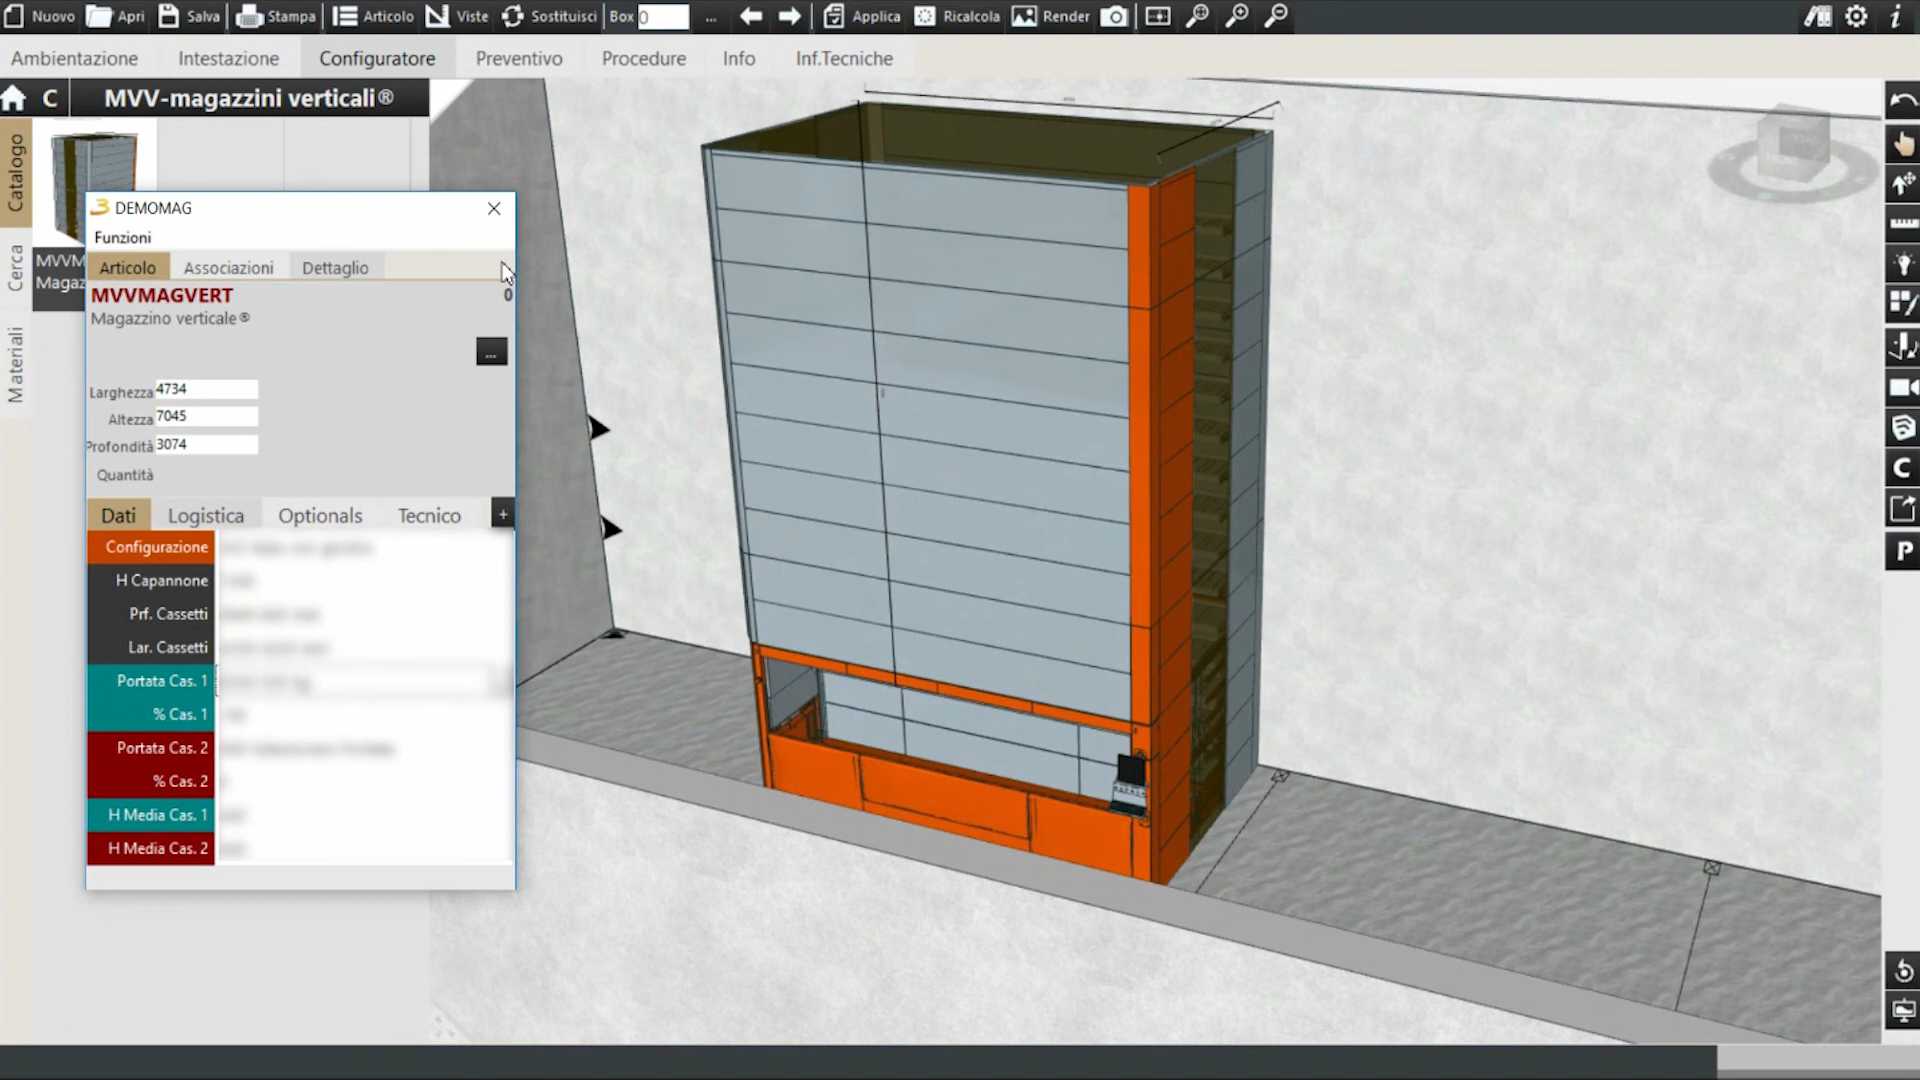 Nuovo Apri Salva Stampa Articolo Viste Sostituisci Box 0 ... Applica Ricalcola Render
Ambientazione Intestazione Configuratore Preventivo Procedure Info Inf.Tecniche
C MVV-magazzini verticali®
Catalogo
Cerca
Materiali
MVVM
Magaz
DEMOMAG
Funzioni
Articolo Associazioni Dettaglio
MVVMAGVERT 0
Magazzino verticale®
...
Larghezza 4734
Altezza 7045
Profondità 3074
Quantità
Dati Logistica Optionals Tecnico +
Configurazione
H Capannone
Prf. Cassetti
Lar. Cassetti
Portata Cas. 1
% Cas. 1
Portata Cas. 2
% Cas. 2
H Media Cas. 1
H Media Cas. 2
C
P